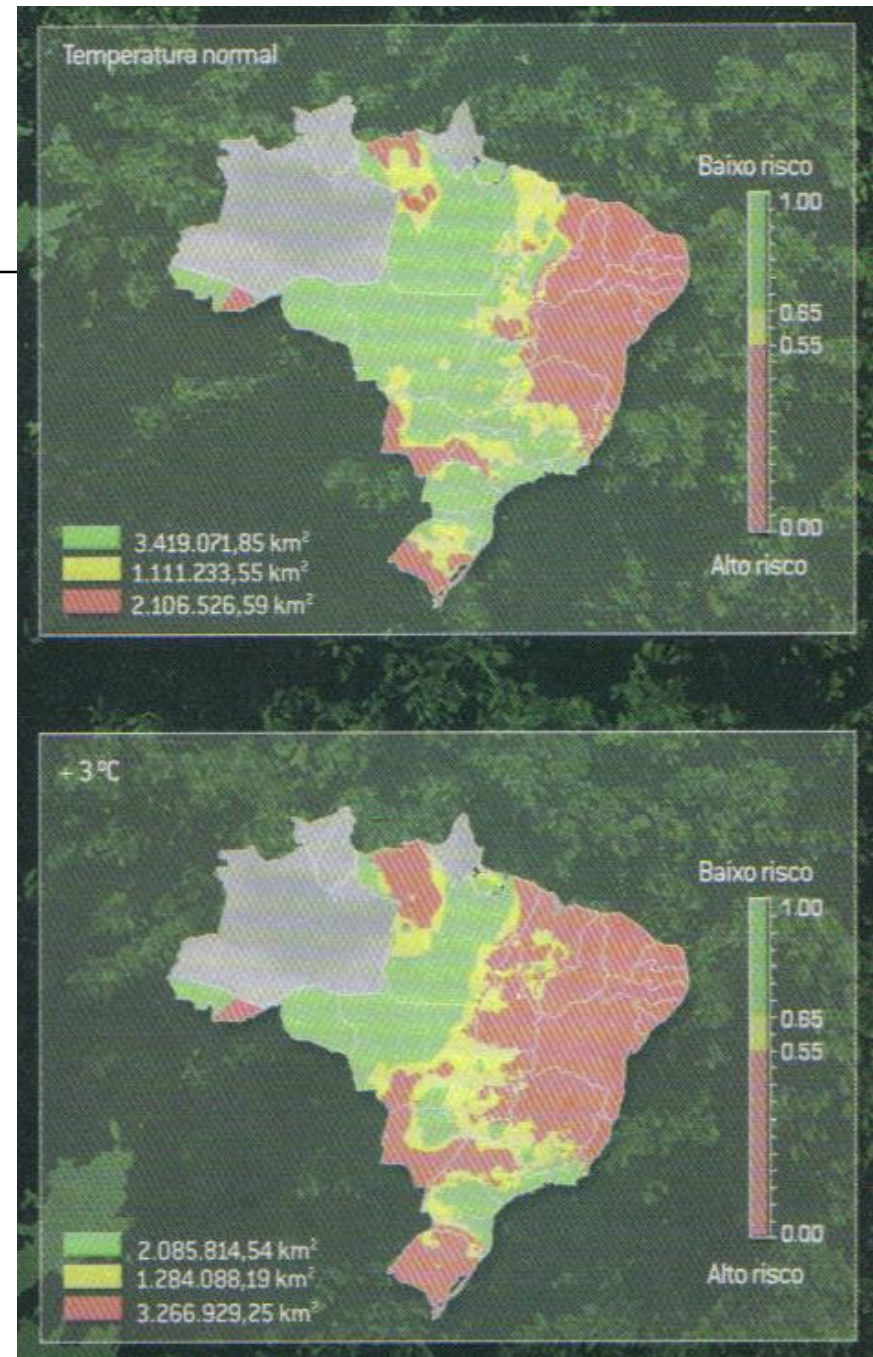 Temperatura normal
Baixo risco
1.00
0.65
0.55
0.00
Alto risco
3.419.071,85 km²
1.111.233,55 km²
2.106.526,59 km²
+ 3 ºC
Baixo risco
1.00
0.65
0.55
0.00
Alto risco
2.085.814,54 km²
1.284.088,19 km²
3.266.929,25 km²